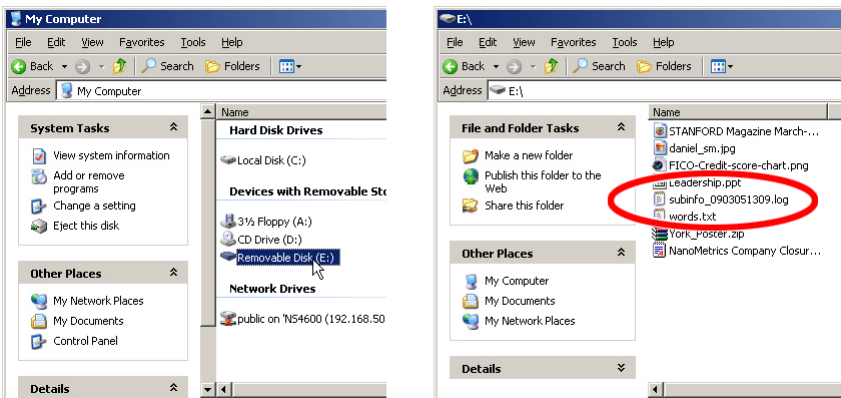 My Computer
File Edit View Favorites Tools Help
Back Search Folders
Address My Computer
System Tasks
View system information
Add or remove
programs
Change a setting
Eject this disk
Other Places
My Network Places
My Documents
Control Panel
Details
Name
Hard Disk Drives
Local Disk (C:)
Devices with Removable Sto
3½ Floppy (A:)
CD Drive (D:)
Removable Disk (E:)
Network Drives
public on 'NS4600 (192.168.50
E:\
File Edit View Favorites Tools Help
Back Search Folders
Address E:\
File and Folder Tasks
Make a new folder
Publish this folder to the
Web
Share this folder
Other Places
My Computer
My Documents
My Network Places
Details
Name
STANFORD Magazine March-...
daniel_sm.jpg
FICO-Credit-score-chart.png
Leadership.ppt
subinfo_0903051309.log
words.txt
York_Poster.zip
NanoMetrics Company Closur...